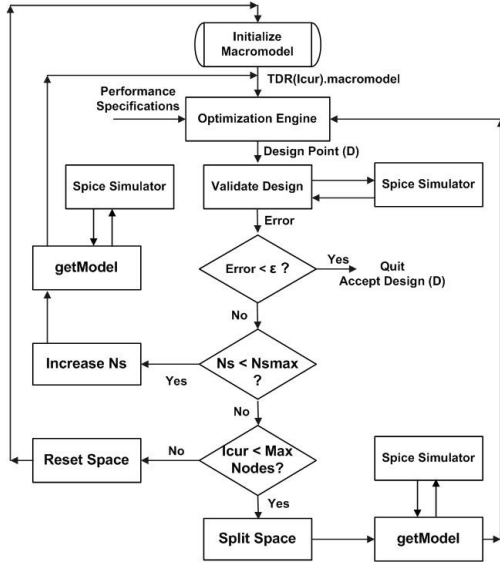 Initialize
Macromodel
TDR(Icur).macromodel
Performance
Specifications
Optimization Engine
Design Point (D)
Spice Simulator
Validate Design
Spice Simulator
Error
getModel
Error < ε ?
Yes
Quit
Accept Design (D)
No
Increase Ns
Yes
Ns < Nsmax
?
No
Reset Space
No
Icur < Max
Nodes?
Spice Simulator
Yes
Split Space
getModel